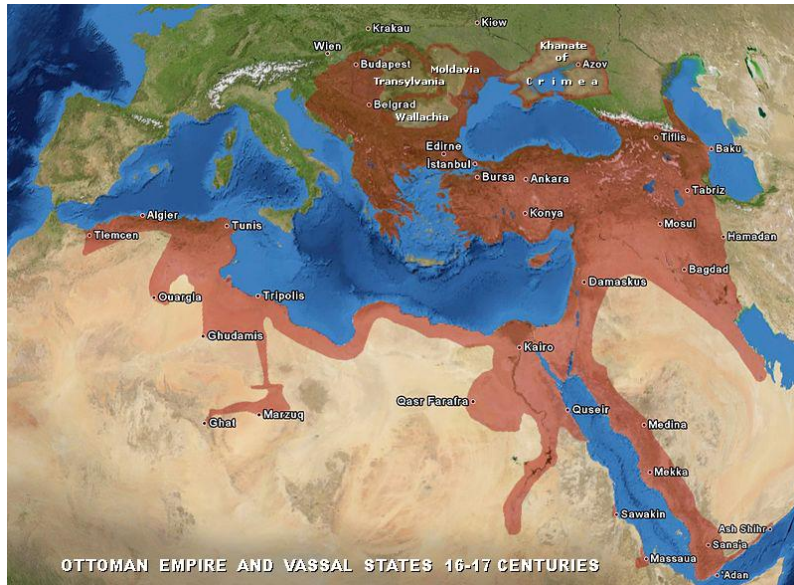 Kiew
Krakau
Wien
Khanate
of
Crimea
Azov
Budapest
Moldavia
Transylvania
Belgrad
Wallachia
Tiflis
Edirne
İstanbul
Baku
Bursa
Ankara
Tabriz
Algier
Konya
Tunis
Mosul
Tlemcen
Hamadan
Bagdad
Damaskus
Ouargla
Tripolis
Ghudamis
Kairo
Qasr Farafra
Quseir
Marzuq
Ghat
Medina
Mekka
Sawakin
Ash Shihr
Sana'a
Massaua
'Adan
OTTOMAN EMPIRE AND VASSAL STATES 16-17 CENTURIES